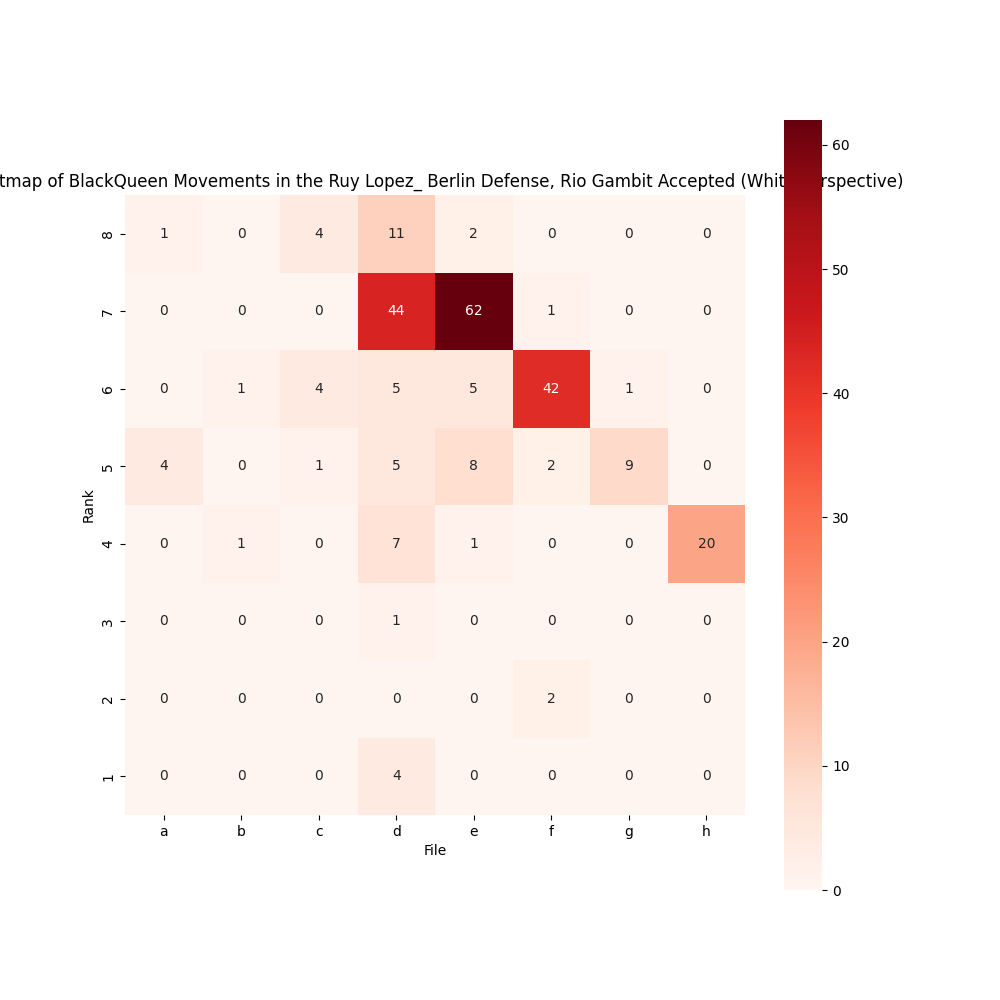 tmap of BlackQueen Movements in the Ruy Lopez_ Berlin Defense, Rio Gambit Accepted (Whit rspective)
60
50
40
30
20
10
0
8 1 0 4 11 2 0 0 0
7 0 0 0 44 62 1 0 0
6 0 1 4 5 5 42 1 0
5 4 0 1 5 8 2 9 0
Rank
4 0 1 0 7 1 0 0 20
3 0 0 0 1 0 0 0 0
2 0 0 0 0 0 2 0 0
1 0 0 0 4 0 0 0 0
a b c d e f g h
File